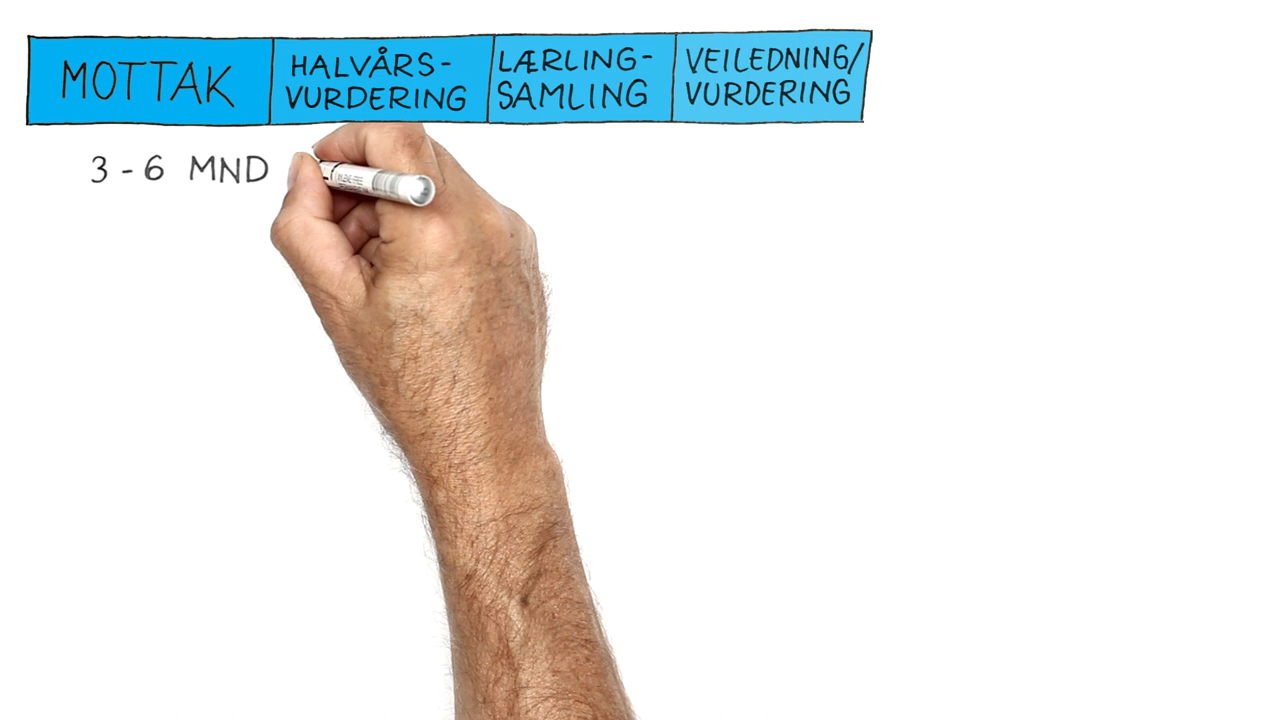 MOTTAK
HALVÅRS-
VURDERING
LÆRLING-
SAMLING
VEILEDNING/
VURDERING
3-6 MND